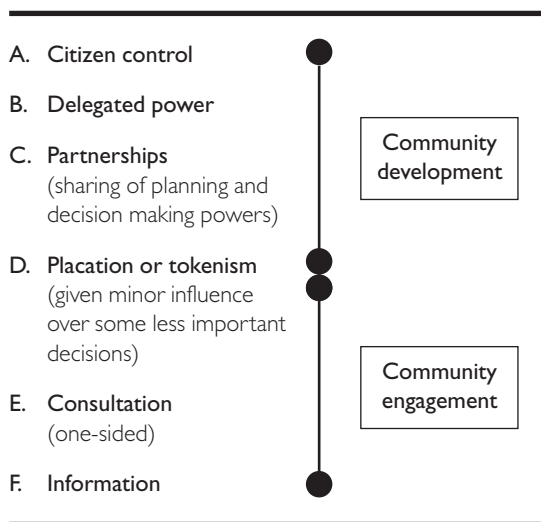 A. Citizen control
B. Delegated power
C. Partnerships
(sharing of planning and
decision making powers)
D. Placation or tokenism
(given minor influence
over some less important
decisions)
E. Consultation
(one-sided)
F. Information
Community
development
Community
engagement